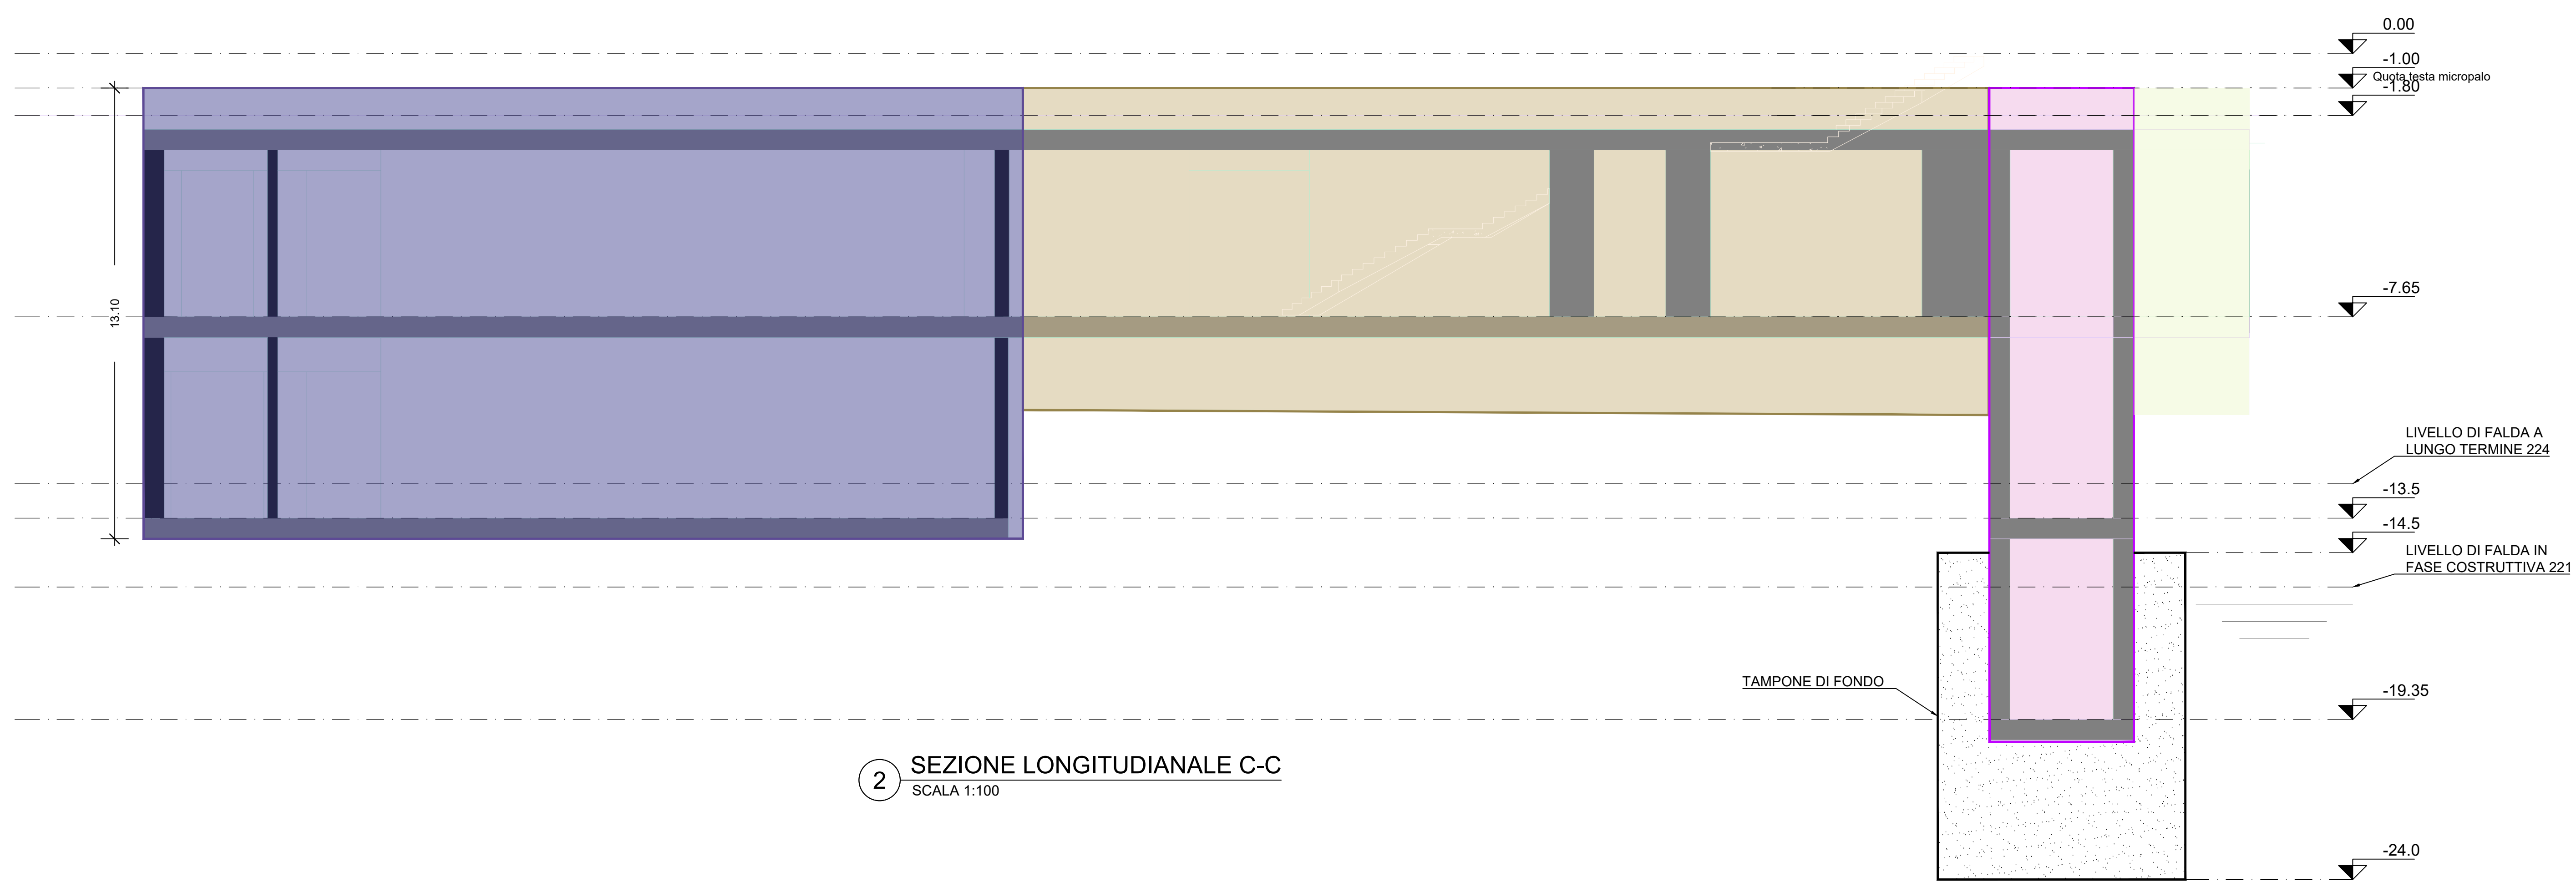 0.00
-1.00
Quota testa micropalo
-1.80
13.10
-7.65
LIVELLO DI FALDA A
LUNGO TERMINE 224
-13.5
-14.5
LIVELLO DI FALDA IN
FASE COSTRUTTIVA 221
TAMPONE DI FONDO
-19.35
2
SEZIONE LONGITUDIANALE C-C
SCALA 1:100
-24.0